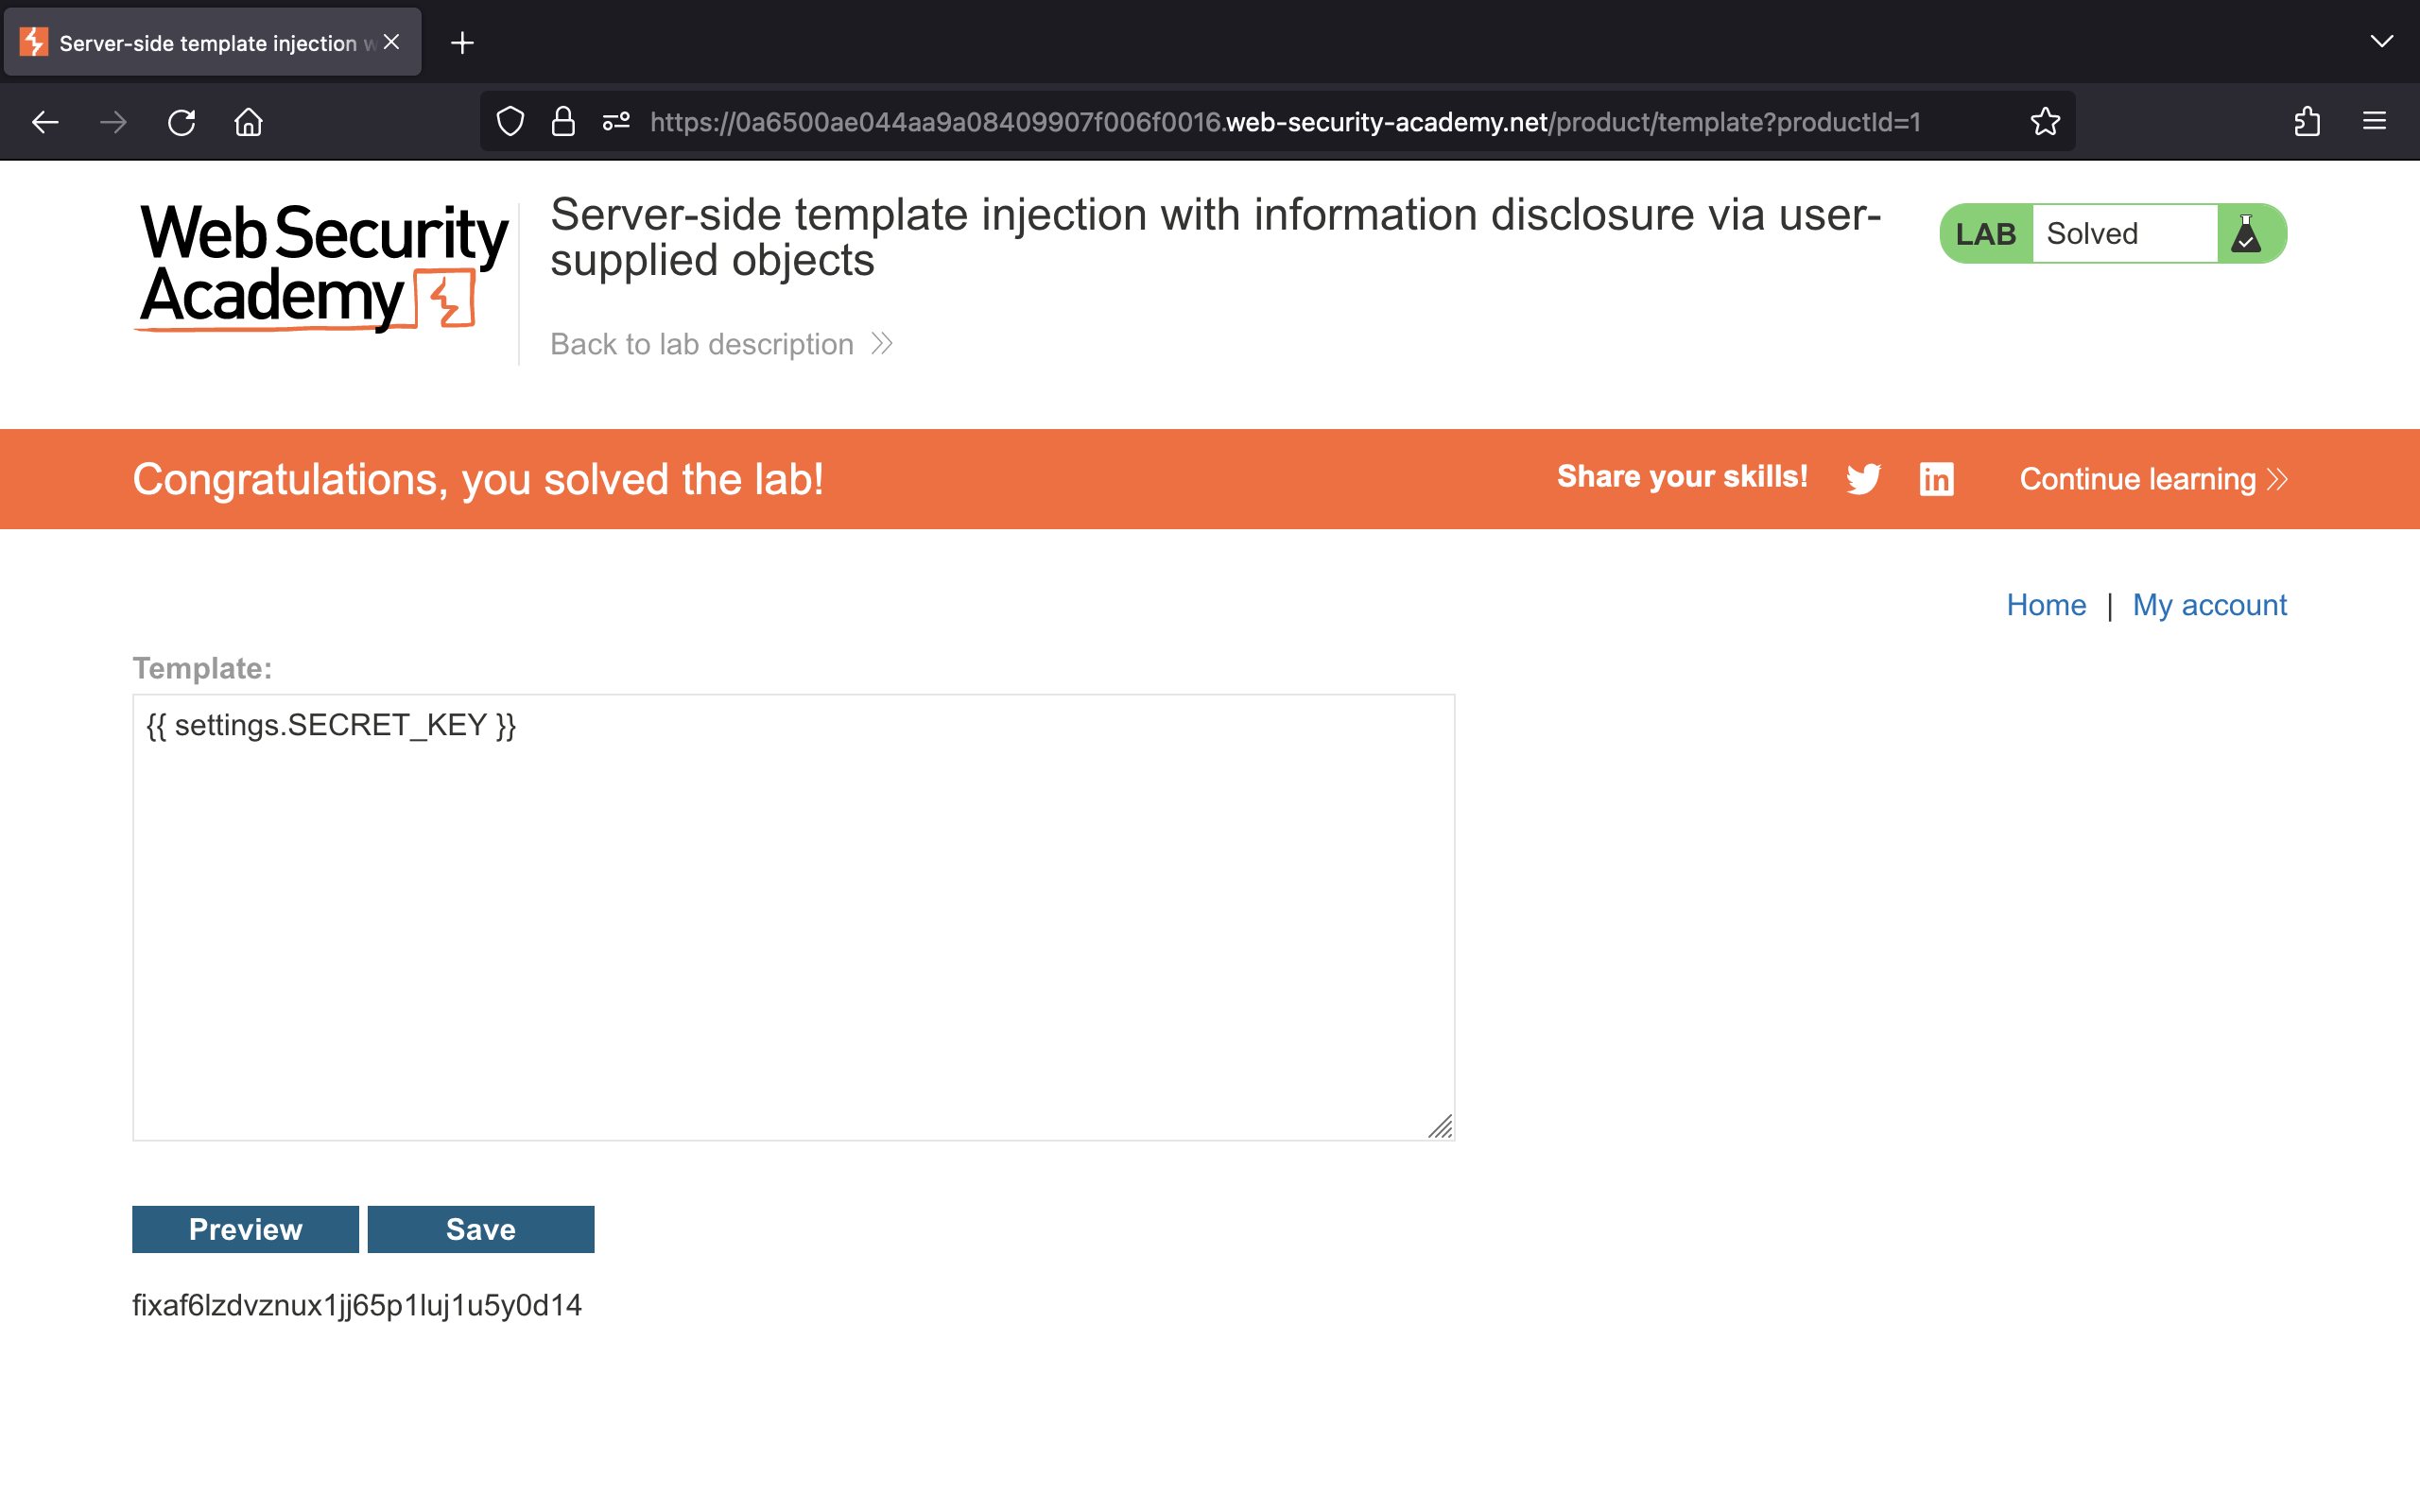 Server-side template injection w
https://0a6500ae044aa9a08409907f006f0016.web-security-academy.net/product/template?productId=1
Web Security
Academy
Server-side template injection with information disclosure via user-
supplied objects
Back to lab description
LAB Solved
Congratulations, you solved the lab!
Share your skills!
Continue learning
Home | My account
Template:
{{ settings.SECRET_KEY }}
Preview Save
fixaf6lzdvznux1jj65p1luj1u5y0d14